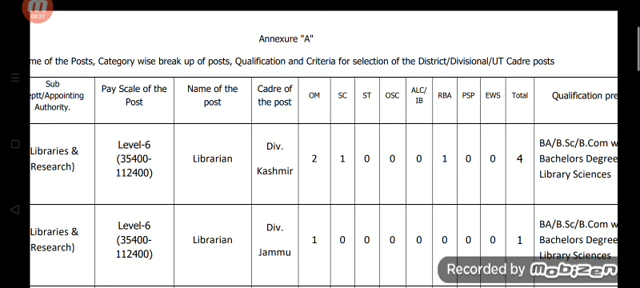 08:37
Annexure "A"
me of the Posts, Category wise break up of posts, Qualification and Criteria for selection of the District/Divisional/UT Cadre posts
Sub
eptt/Appointing
Authority.
Pay Scale of the
Post
Name of the
post
Cadre of
the post
OM
SC
ST
OSC
ALC/
IB
RBA
PSP
EWS
Total
Qualification pre
Libraries &
Research)
Level-6
(35400-
112400)
Librarian
Div.
Kashmir
2
1
0
0
0
1
0
0
4
BA/B.Sc/B.Com w
Bachelors Degree
Library Sciences
Libraries &
Research)
Level-6
(35400-
112400)
Librarian
Div.
Jammu
1
0
0
0
0
0
0
0
1
BA/B.Sc/B.Com w
Bachelors Degree
Library Sciences
Recorded by Mobizen